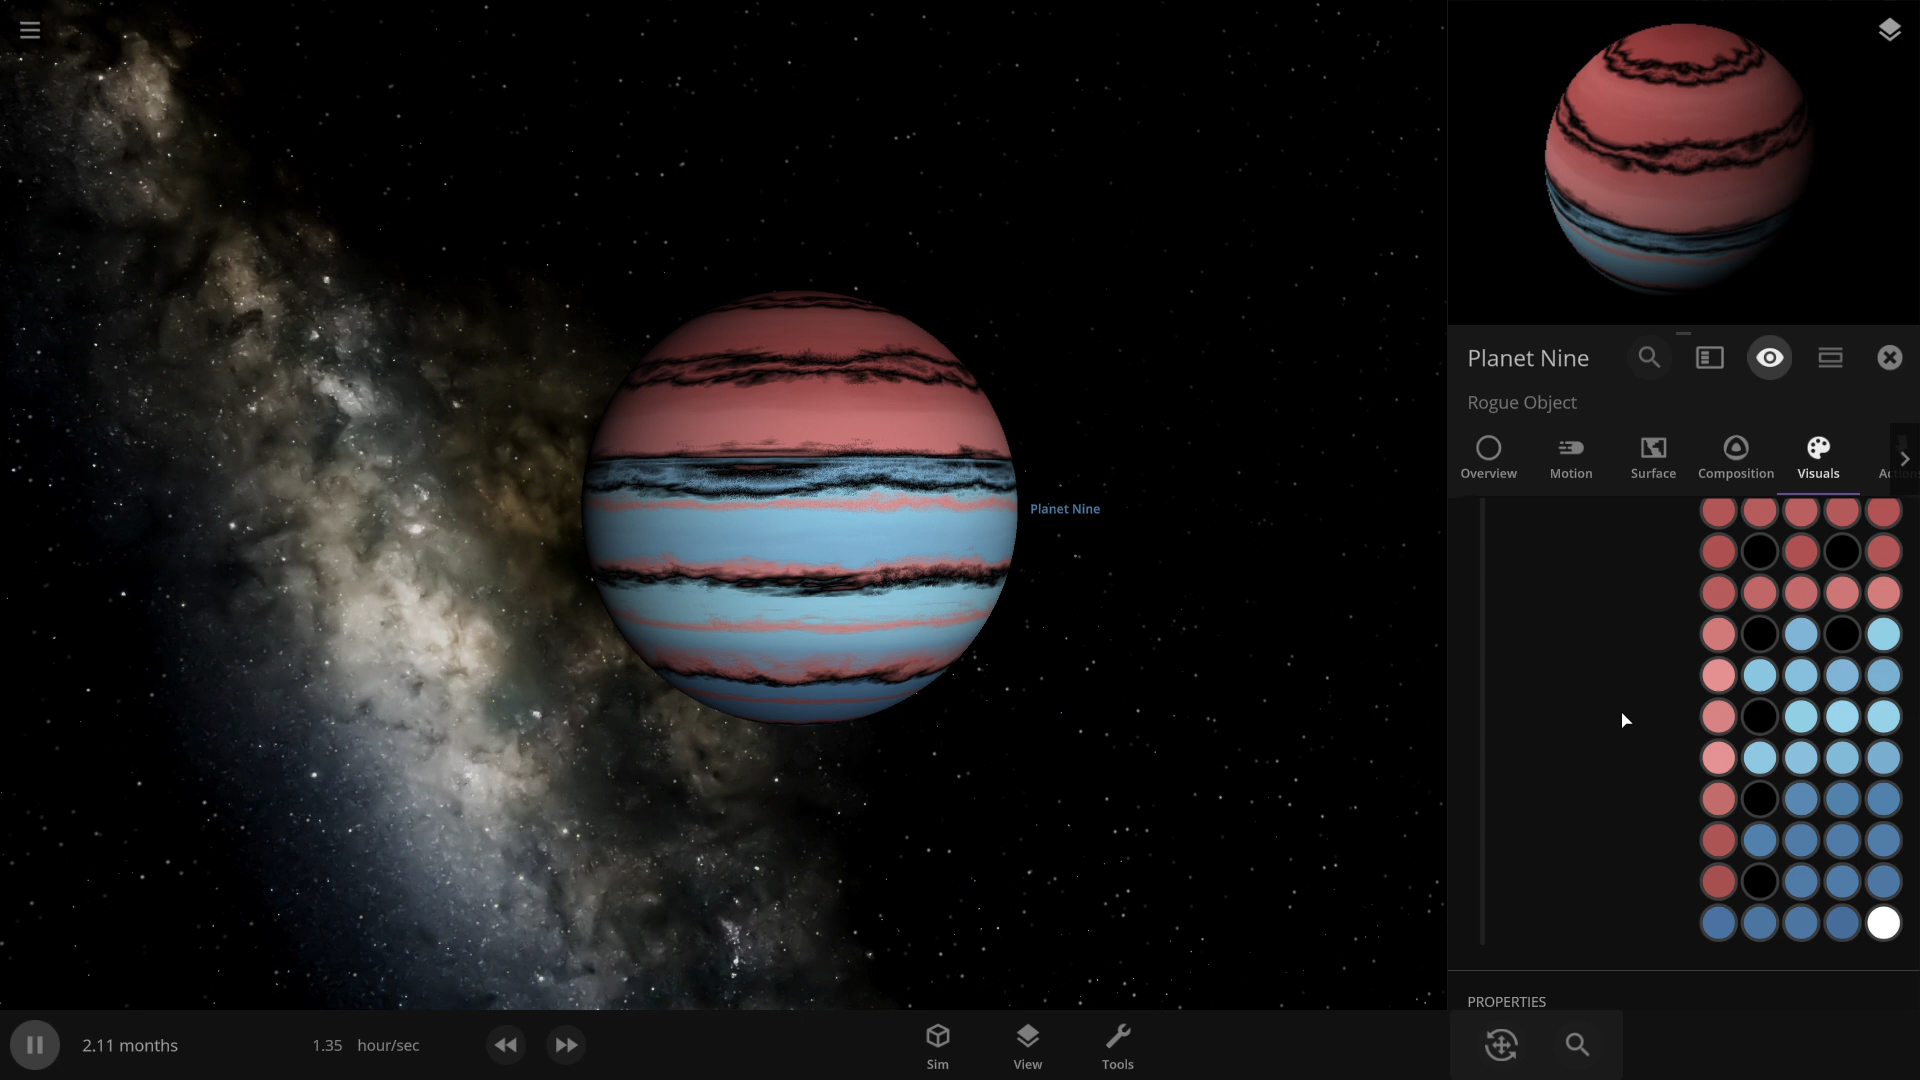 Planet Nine
Rogue Object
Overview
Motion
Surface
Composition
Visuals
Planet Nine
PROPERTIES
2.11 months
1.35 hour/sec
Sim
View
Tools